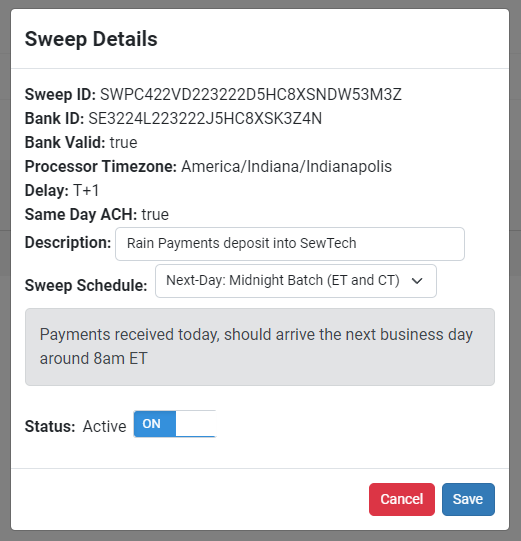 Sweep Details
Sweep ID: SWPC422VD223222D5HC8XSNDW53M3Z
Bank ID: SE3224L223222J5HC8XSK3Z4N
Bank Valid: true
Processor Timezone: America/Indiana/Indianapolis
Delay: T+1
Same Day ACH: true
Description: Rain Payments deposit into SewTech
Sweep Schedule: Next-Day: Midnight Batch (ET and CT)
Payments received today, should arrive the next business day
around 8am ET
Status: Active ON
Cancel Save